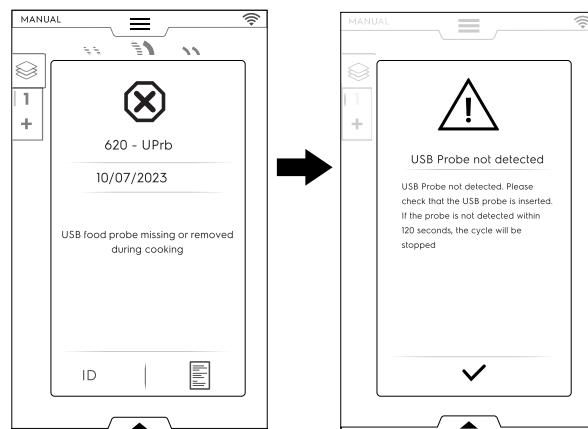 MANUAL
1
+
620 - UPrb
10/07/2023
USB food probe missing or removed
during cooking
ID
MANUAL
1
+
USB Probe not detected
USB Probe not detected. Please
check that the USB probe is inserted.
If the probe is not detected within
120 seconds, the cycle will be
stopped